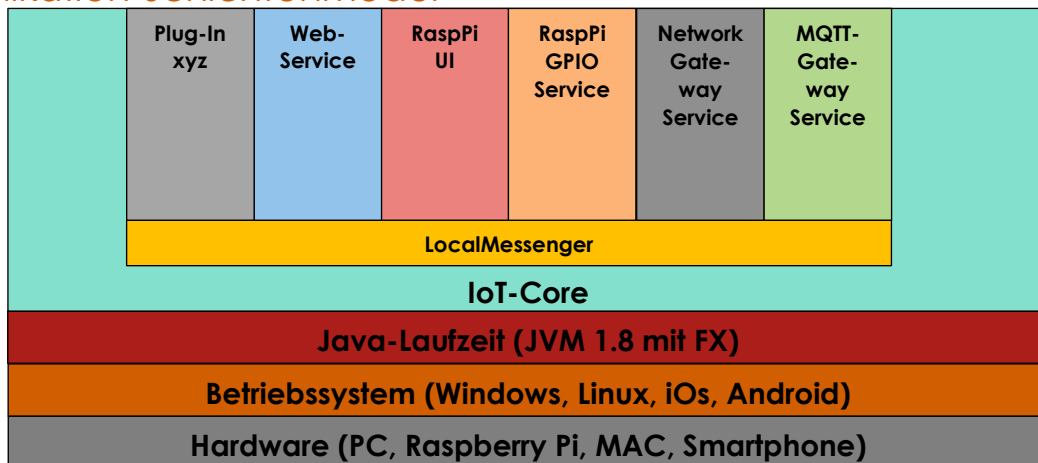 Plug-In
xyz
Web-
Service
RaspPi
UI
RaspPi
GPIO
Service
Network
Gate-
way
Service
MQTT-
Gate-
way
Service
LocalMessenger
IoT-Core
Java-Laufzeit (JVM 1.8 mit FX)
Betriebssystem (Windows, Linux, iOs, Android)
Hardware (PC, Raspberry Pi, MAC, Smartphone)